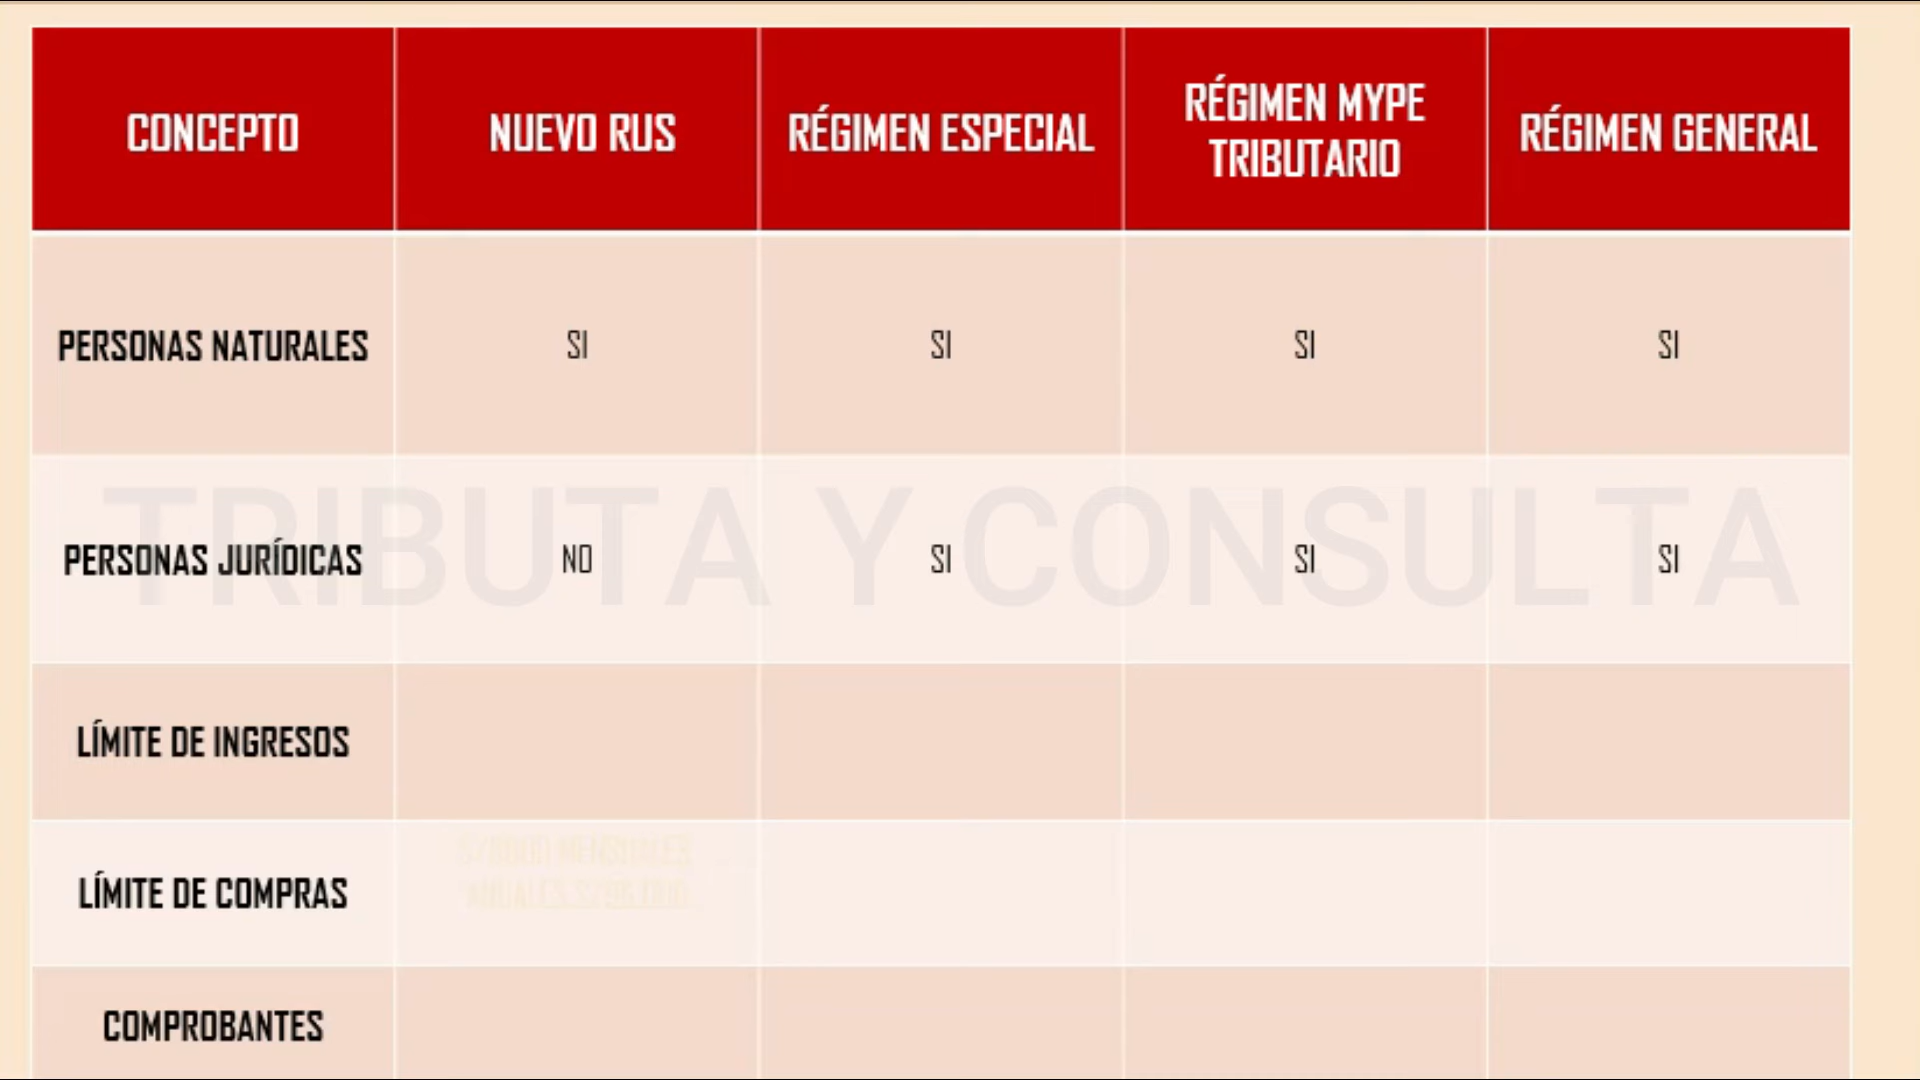 CONCEPTO
NUEVO RUS
RÉGIMEN ESPECIAL
RÉGIMEN MYPE
TRIBUTARIO
RÉGIMEN GENERAL
PERSONAS NATURALES
SI
SI
SI
SI
TRIBUTA Y CONSULTA
PERSONAS JURÍDICAS
NO
SI
SI
SI
LÍMITE DE INGRESOS
LÍMITE DE COMPRAS
MENSUALES
COMPROBANTES